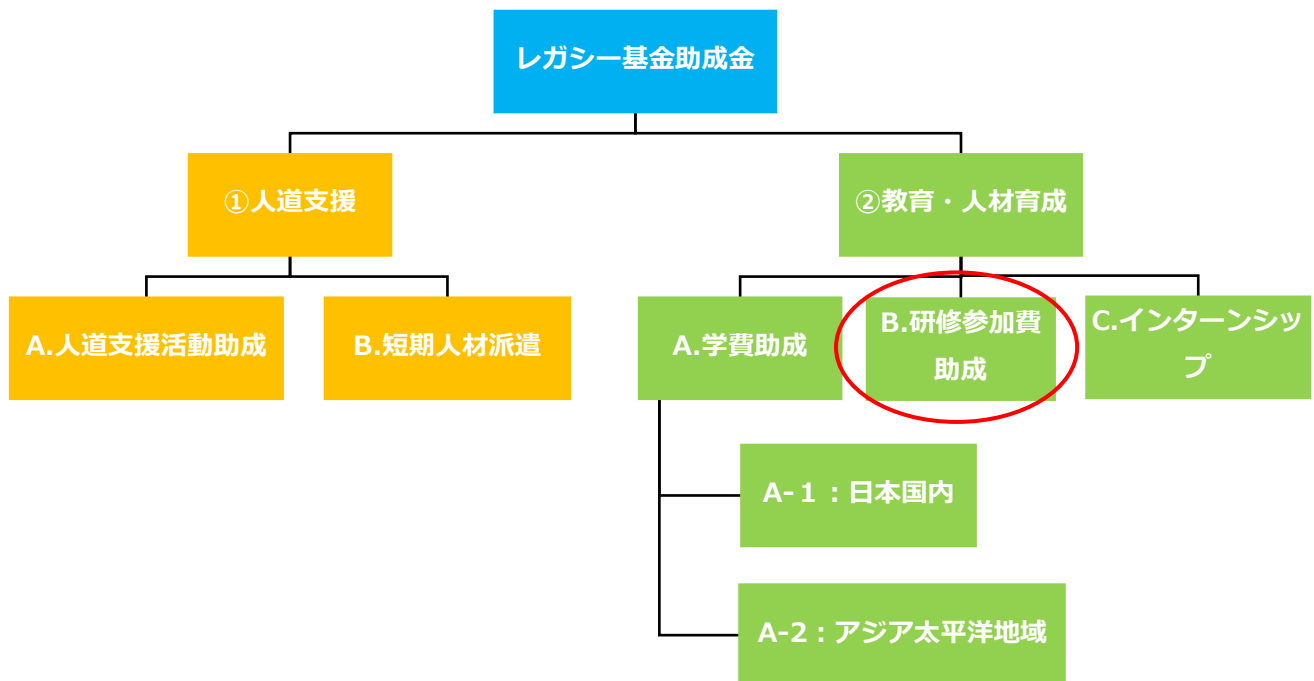 レガシー基金助成金
①人道支援
②教育・人材育成
A.人道支援活動助成
B.短期人材派遣
A.学費助成
B.研修参加費
助成
C.インターンシッ
プ
A-１：日本国内
A-2：アジア太平洋地域